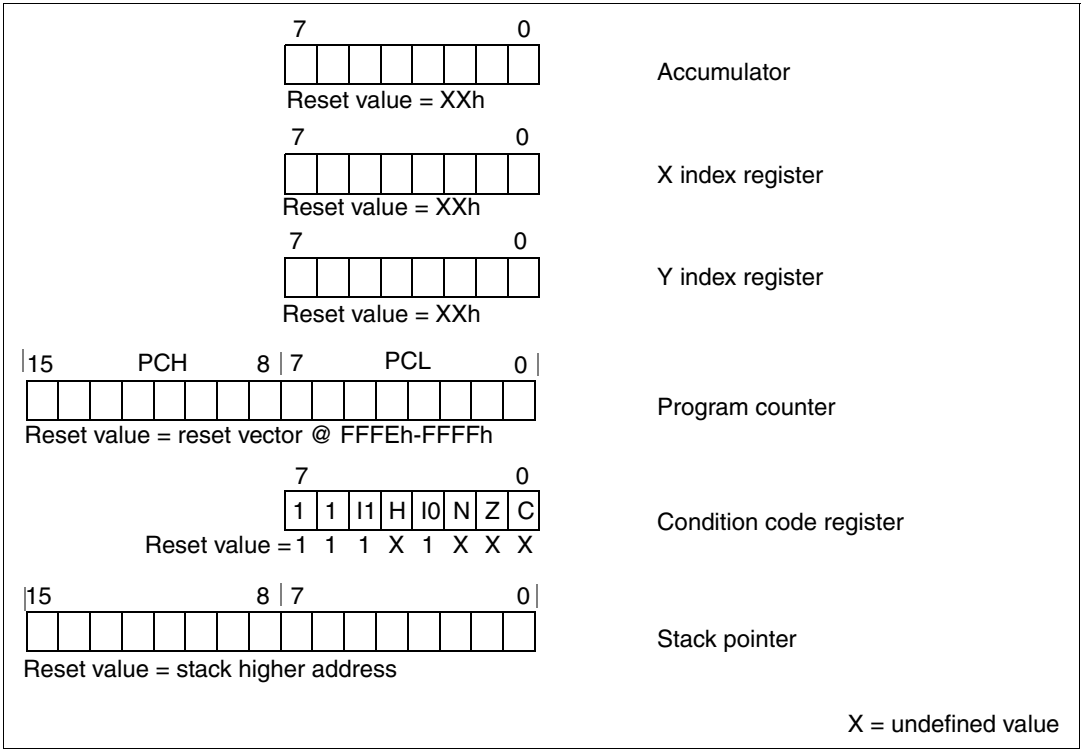 7 0
Accumulator
Reset value = XXh
7 0
X index register
Reset value = XXh
7 0
Y index register
Reset value = XXh
15 PCH 8 7 PCL 0
Program counter
Reset value = reset vector @ FFFEh-FFFFh
7 0
1 1 I1 H I0 N Z C
Condition code register
Reset value = 1 1 1 X 1 X X X
15 8 7 0
Stack pointer
Reset value = stack higher address
X = undefined value